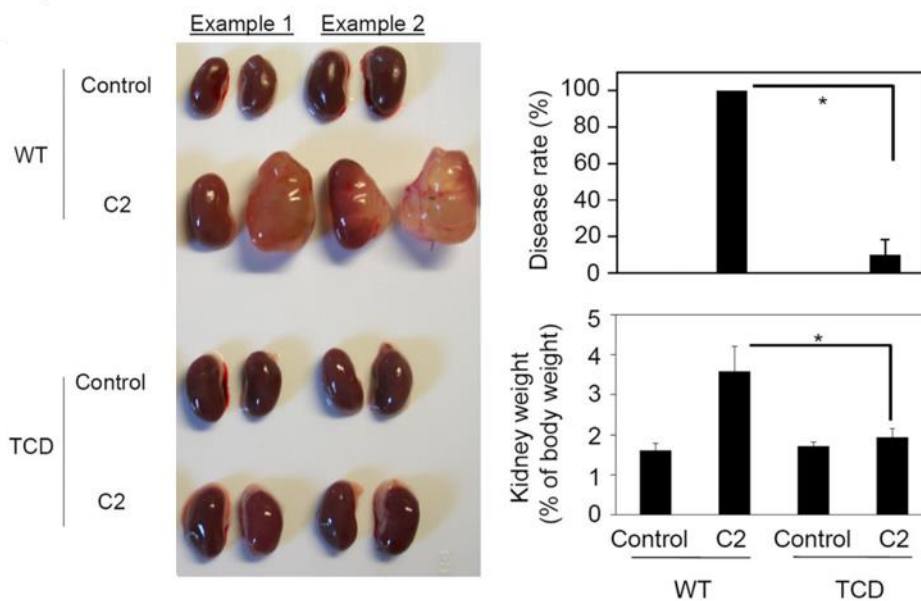 Example 1 Example 2
Control
WT
C2
Control
TCD
C2
Disease rate (%)
100
80
60
40
20
0
*
Kidney weight
(% of body weight)
5
4
3
2
1
0
*
Control C2 Control C2
WT TCD